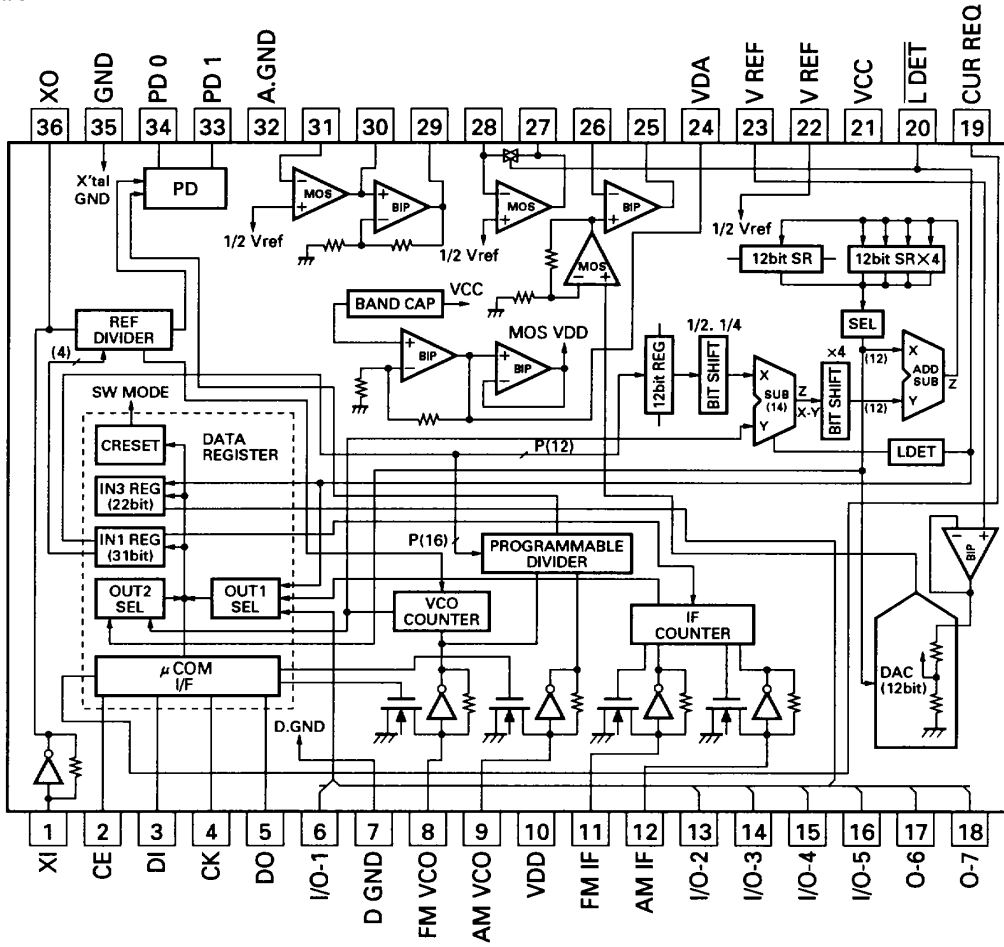 XO
GND
PD 0
PD 1
A.GND
VDA
V REF
V REF
VCC
L DET
CUR REQ
36
35
34
33
32
31
30
29
28
27
26
25
24
23
22
21
20
19
X'tal
GND
PD
MOS
BIP
1/2 Vref
MOS
BIP
1/2 Vref
MOS
1/2 Vref
12bit SR
12bit SR×4
SEL
BAND CAP
VCC
BIP
BIP
MOS VDD
REF
DIVIDER
(4)
12bit REG
1/2. 1/4
BIT SHIFT
X
SUB
(14)
Y
Z
X-Y
×4
BIT SHIFT
(12)
(12)
X
ADD
SUB
Y
Z
LDET
SW MODE
CRESET
DATA
REGISTER
P(12)
IN3 REG
(22bit)
IN1 REG
(31bit)
P(16)
PROGRAMMABLE
DIVIDER
BIP
OUT2
SEL
OUT1
SEL
VCO
COUNTER
IF
COUNTER
μ COM
I/F
DAC
(12bit)
D.GND
1
2
3
4
5
6
7
8
9
10
11
12
13
14
15
16
17
18
XI
CE
DI
CK
DO
I/O-1
D GND
FM VCO
AM VCO
VDD
FM IF
AM IF
I/O-2
I/O-3
I/O-4
I/O-5
O-6
O-7